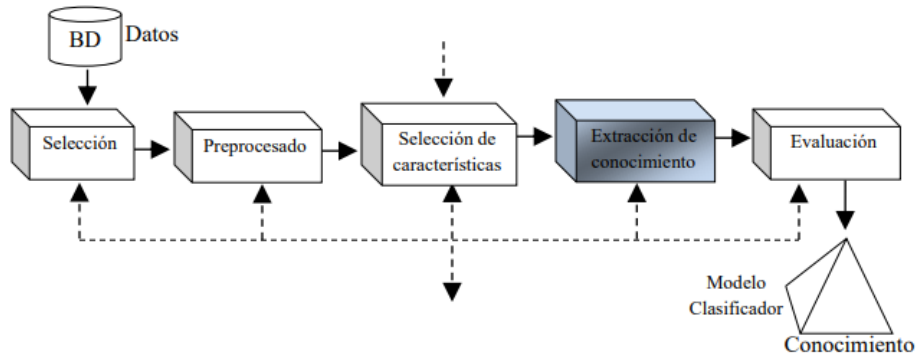 BD
Datos
Selección
Preprocesado
Selección de
características
Extracción de
conocimiento
Evaluación
Modelo
Clasificador
Conocimiento